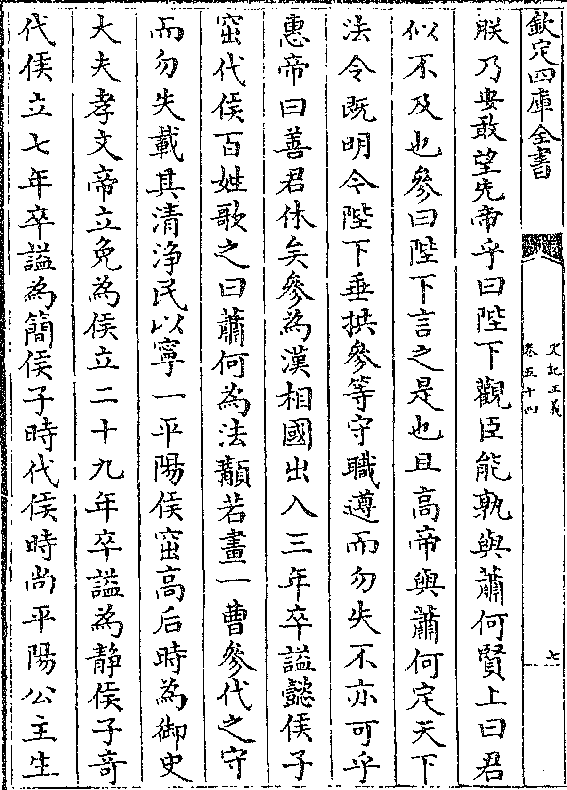 欽定四庫全書
史記正義
卷五十四
七
朕乃安敢望先帝乎曰陛下觀臣能孰與蕭何賢上曰君
似不及也參曰陛下言之是也且高帝與蕭何定天下
法令既明今陛下垂拱參等守職遵而勿失不亦可乎
惠帝曰善君休矣參為漢相國出入三年卒謚懿侯子
窋代侯百姓歌之曰蕭何為法顜若畫一曹參代之守
而勿失載其清淨民以寧一平陽侯窋高后時為御史
大夫孝文帝立免為侯立二十九年卒謚為靜侯子奇
代侯立七年卒謚為簡侯子時代侯時尚平陽公主生